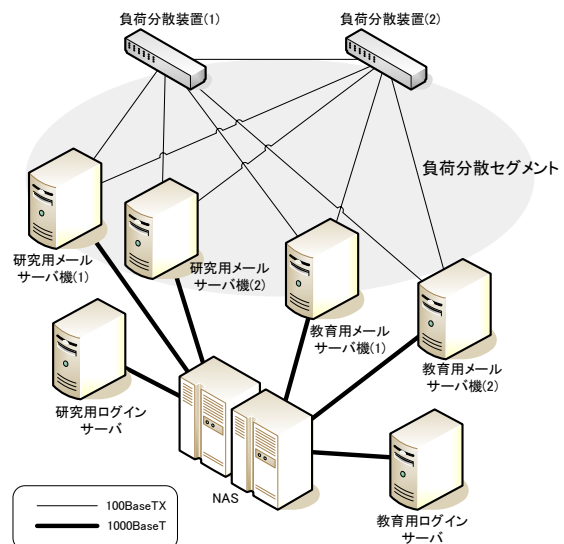 負荷分散装置(1)
負荷分散装置(2)
負荷分散セグメント
研究用メール
サーバ機(1)
研究用メール
サーバ機(2)
教育用メール
サーバ機(1)
教育用メール
サーバ機(2)
研究用ログイン
サーバ
NAS
教育用ログイン
サーバ
100BaseTX
1000BaseT